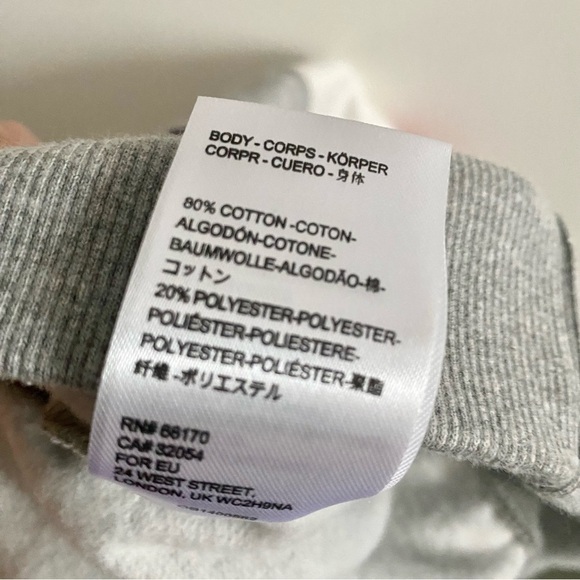 BODY - CORPS - KÖRPER
CORPR - CUERO - 身体
80% COTTON -COTON-
ALGODÓN-COTONE-
BAUMWOLLE-ALGODÃO-棉-
コットン
20% POLYESTER-POLYESTER-
POLIÉSTER-POLIESTERE-
POLYESTER-POLIÉSTER-果脂
纤维 -ポリエステル
RN# 66170
CA# 32054
FOR EU
24 WEST STREET,
LONDON, UK WC2H9NA